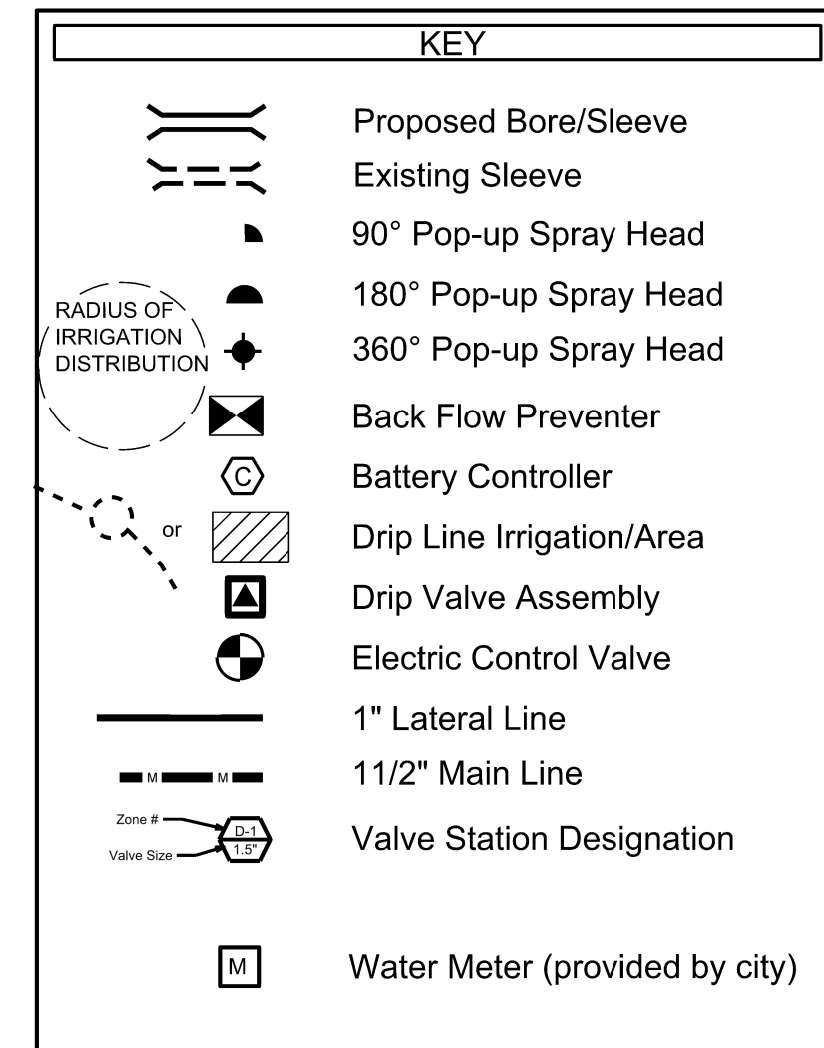 KEY
Proposed Bore/Sleeve
Existing Sleeve
90° Pop-up Spray Head
180° Pop-up Spray Head
RADIUS OF
IRRIGATION
DISTRIBUTION
360° Pop-up Spray Head
Back Flow Preventer
C Battery Controller
or Drip Line Irrigation/Area
Drip Valve Assembly
Electric Control Valve
1" Lateral Line
M M 11/2" Main Line
Zone # D-1
Valve Size 1.5"
Valve Station Designation
M Water Meter (provided by city)